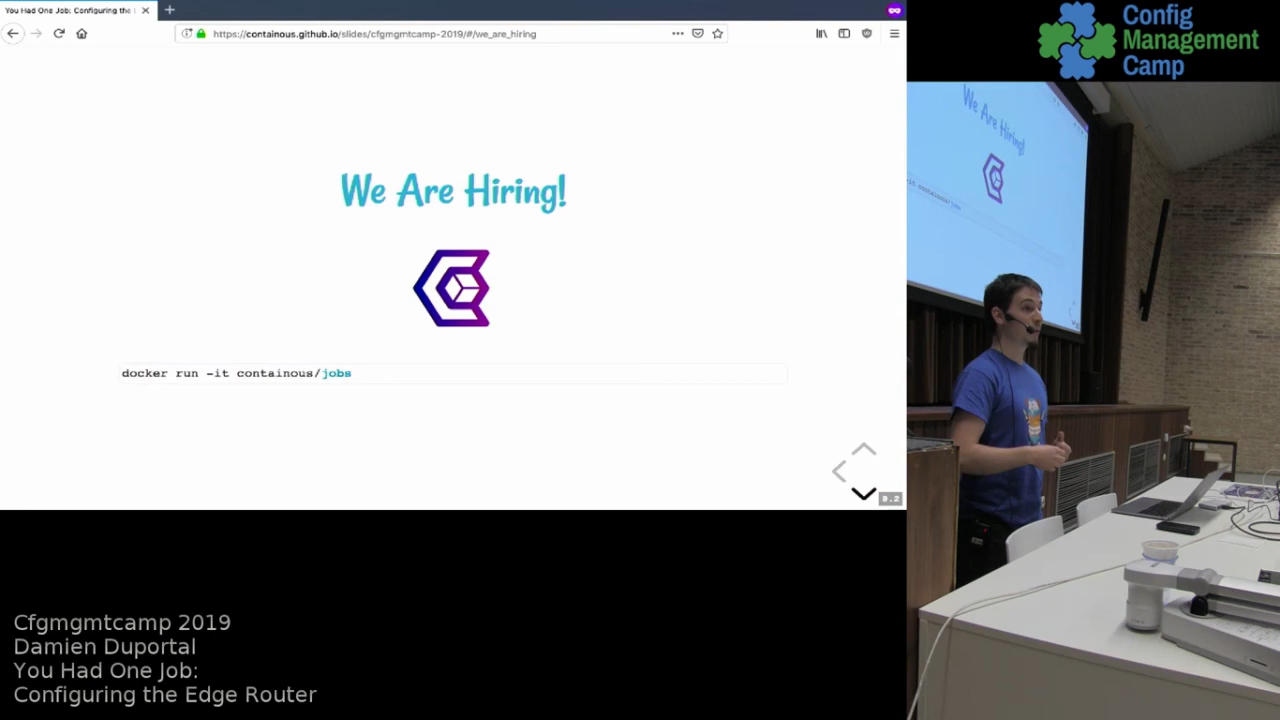 You Had One Job: Configuring the
https://containous.github.io/slides/cfgmgmtcamp-2019/#/we_are_hiring
Config
Management
Camp
We Are Hiring!
docker run -it containous/jobs
9.2
We Are Hiring!
Cfgmgmtcamp 2019
Damien Duportal
You Had One Job:
Configuring the Edge Router